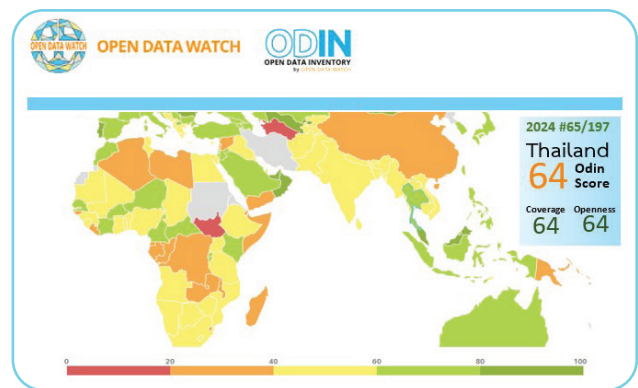 OPEN DATA WATCH
OPEN DATA WATCH
ODIN
OPEN DATA INVENTORY
by OPEN DATA WATCH
2024 #65/197
Thailand
64 Odin Score
Coverage Openness
64 64
0 20 40 60 80 100